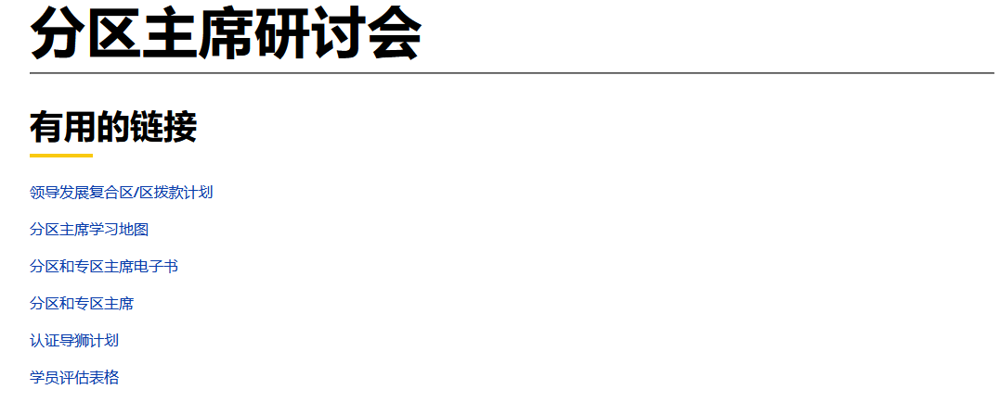 分区主席研讨会
有用的链接
领导发展复合区/区拨款计划
分区主席学习地图
分区和专区主席电子书
分区和专区主席
认证导狮计划
学员评估表格